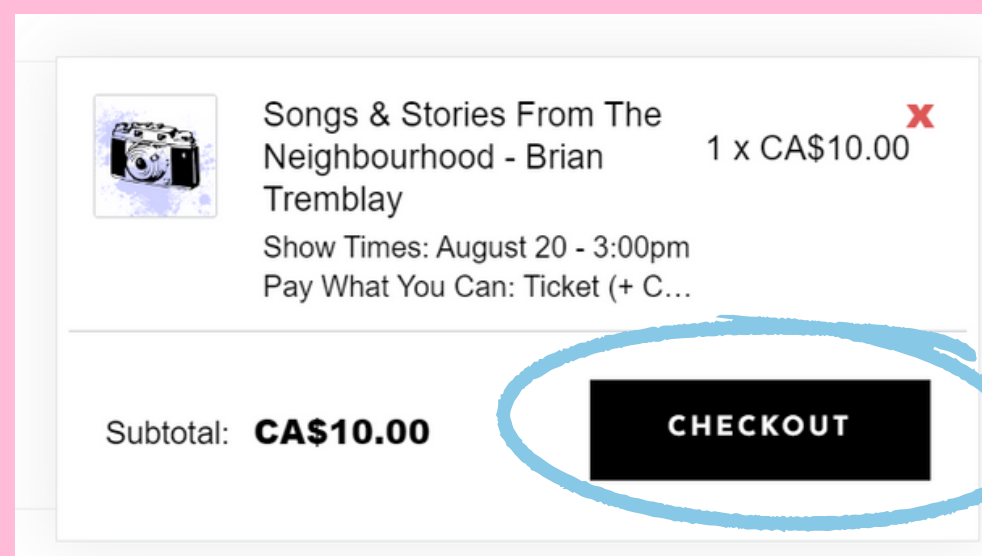 Songs & Stories From The
Neighbourhood - Brian
Tremblay
X
1 x CA$10.00
Show Times: August 20 - 3:00pm
Pay What You Can: Ticket (+ C...
Subtotal: CA$10.00
CHECKOUT